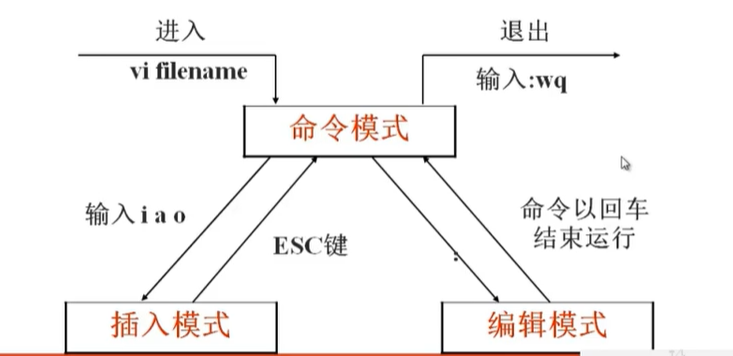 进入
退出
vi filename
输入:wq
命令模式
输入 i a o
ESC键
:
命令以回车
结束运行
插入模式
编辑模式